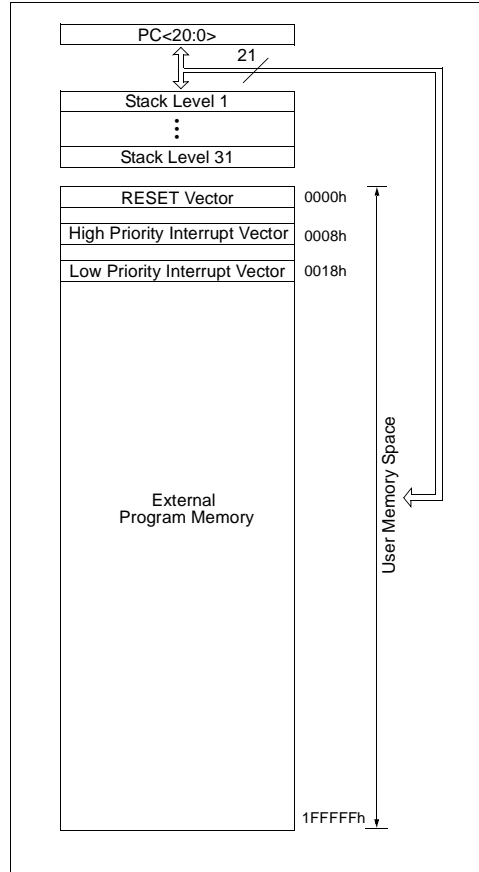 PC<20:0>
21
Stack Level 1
Stack Level 31
RESET Vector
0000h
High Priority Interrupt Vector
0008h
Low Priority Interrupt Vector
0018h
External
Program Memory
User Memory Space
1FFFFFh